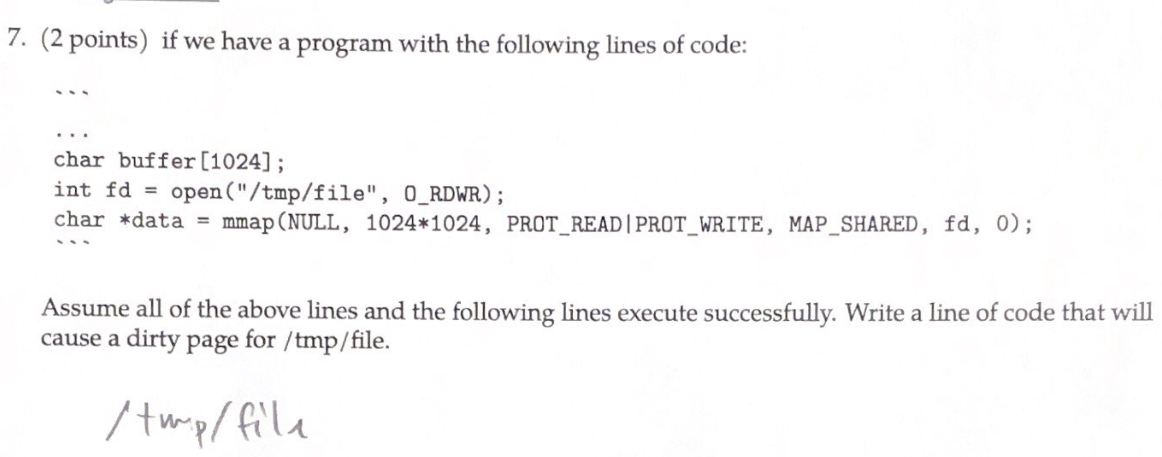 7. (2 points) if we have a program with the following lines of code:
```
...
char buffer[1024];
int fd = open("/tmp/file", O_RDWR);
char *data = mmap(NULL, 1024*1024, PROT_READ|PROT_WRITE, MAP_SHARED, fd, 0);
```
Assume all of the above lines and the following lines execute successfully. Write a line of code that will
cause a dirty page for /tmp/file.
/tmp/file